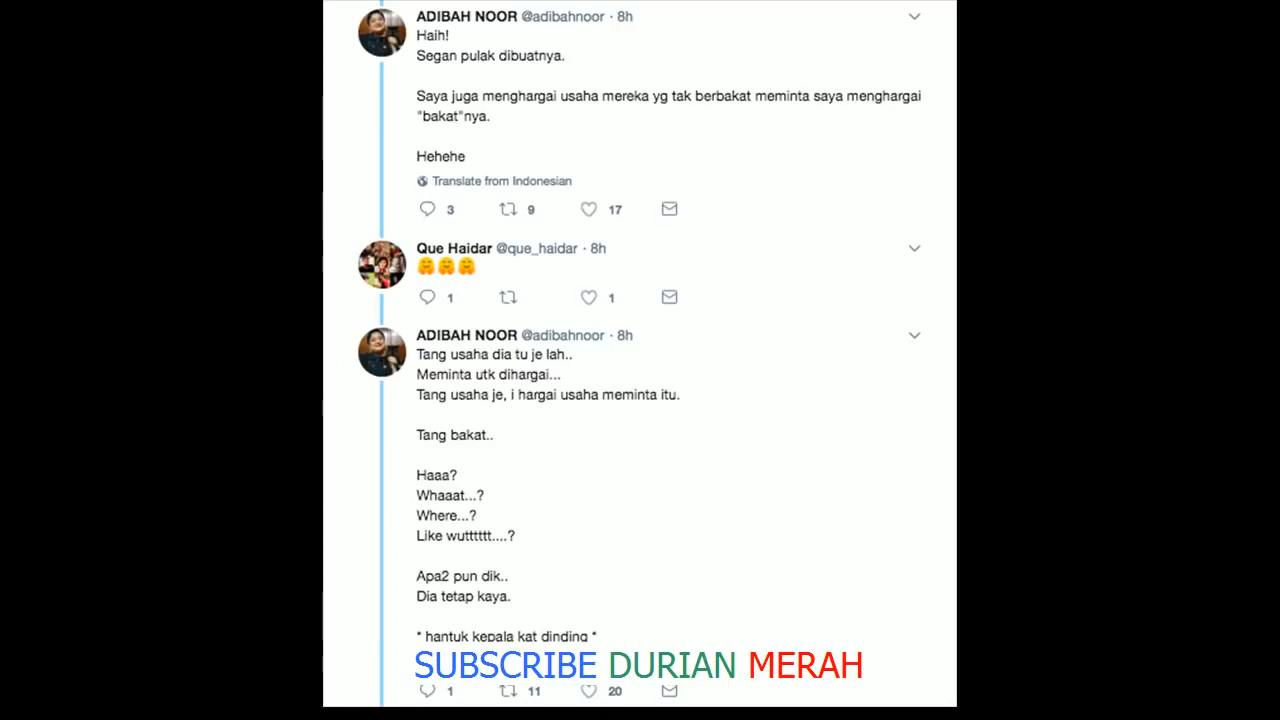 ADIBAH NOOR @adibahnoor · 8h
Haih!
Segan pulak dibuatnya.
Saya juga menghargai usaha mereka yg tak berbakat meminta saya menghargai
"bakat"nya.
Hehehe
Translate from Indonesian
3 9 17
Que Haidar @que_haidar · 8h
🤗🤗🤗
1 1
ADIBAH NOOR @adibahnoor · 8h
Tang usaha dia tu je lah..
Meminta utk dihargai...
Tang usaha je, i hargai usaha meminta itu.
Tang bakat..
Haaa?
Whaaat...?
Where...?
Like wutttttt....?
Apa2 pun dik..
Dia tetap kaya.
* hantuk kepala kat dinding *
SUBSCRIBE DURIAN MERAH
1 11 20